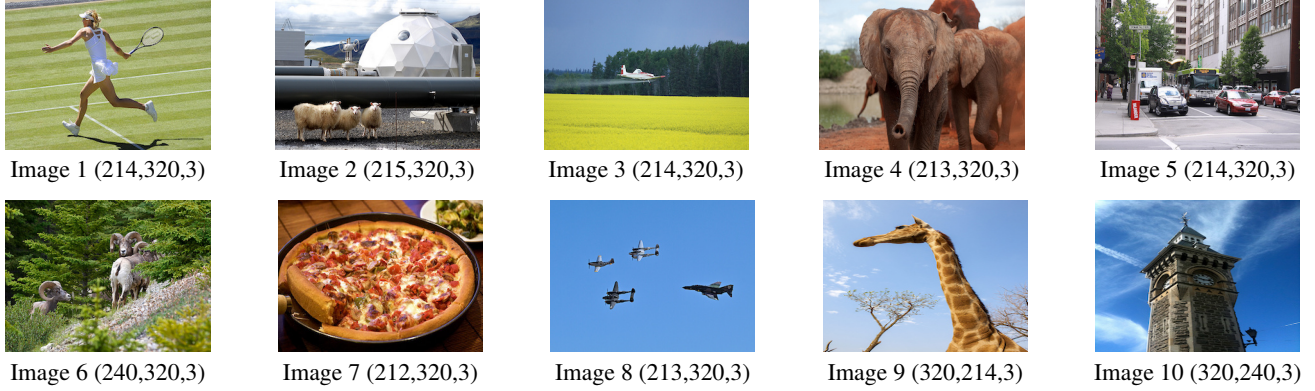 Image 1 (214,320,3)
Image 2 (215,320,3)
Image 3 (214,320,3)
Image 4 (213,320,3)
Image 5 (214,320,3)
Image 6 (240,320,3)
Image 7 (212,320,3)
Image 8 (213,320,3)
Image 9 (320,214,3)
Image 10 (320,240,3)